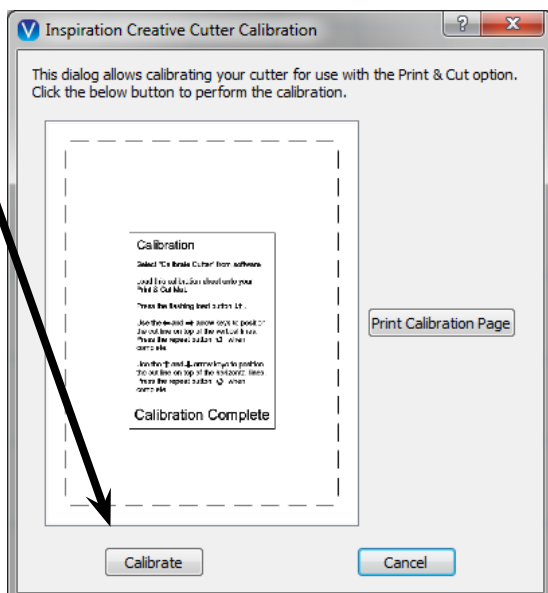 Inspiration Creative Cutter Calibration
This dialog allows calibrating your cutter for use with the Print & Cut option.
Click the below button to perform the calibration.
Calibration
Select "Calibrate Cutter" from software
Load this calibration sheet onto your
Print & Cut Mat.
Press the flashing load button
Use the ← and → arrow keys to position
the cut line on top of the vertical lines.
Press the repeat button when
complete
Use the ↑ and ↓ arrow keys to position
the cut line on top of the horizontal lines
Press the repeat button when
complete
Calibration Complete
Print Calibration Page
Calibrate
Cancel